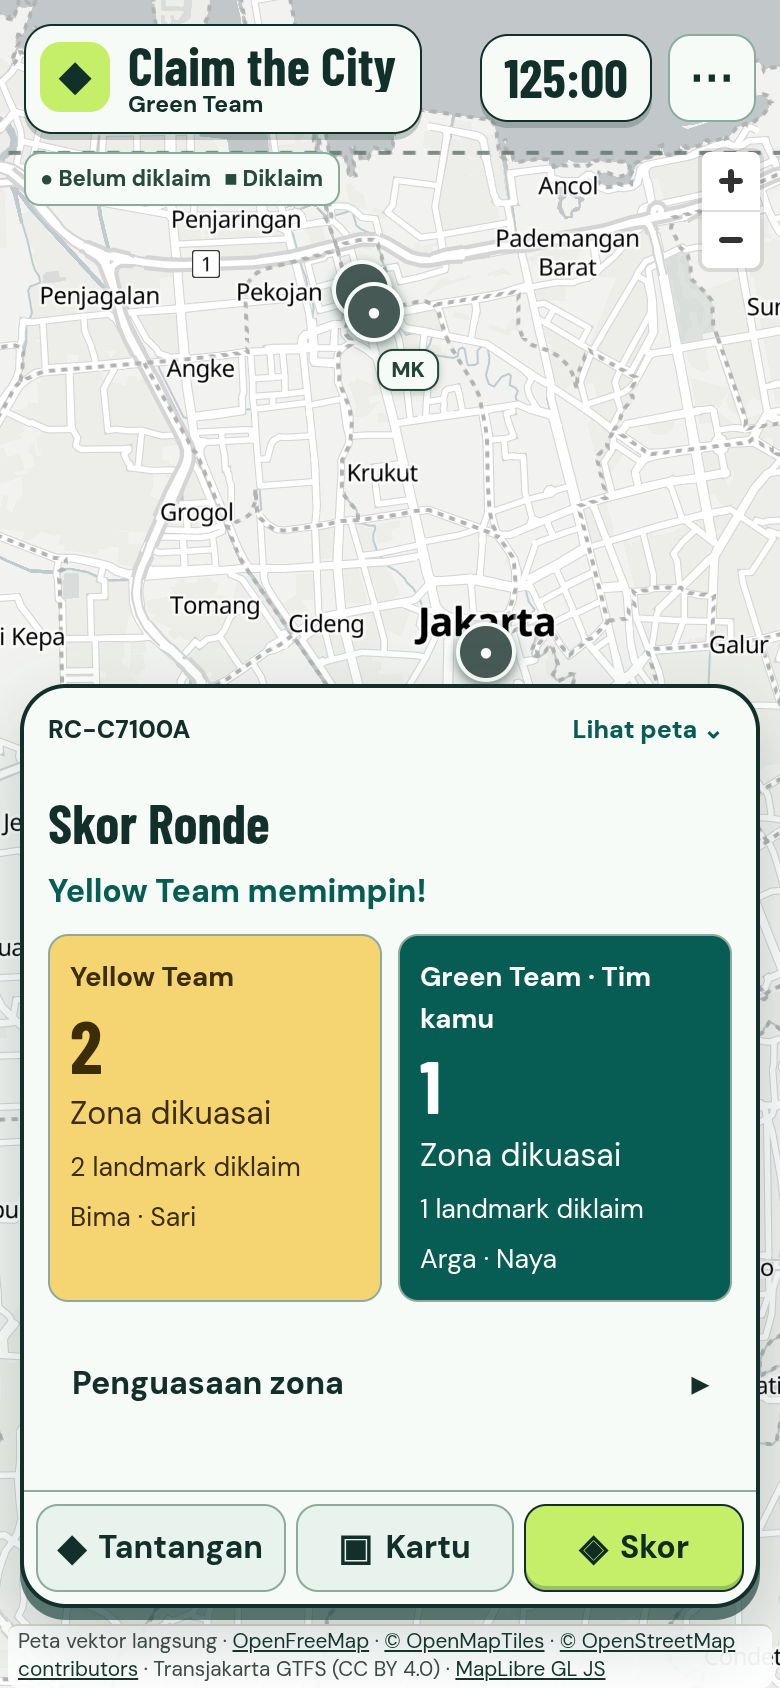 Claim the City
Green Team
125:00
...
● Belum diklaim ■ Diklaim
Ancol
Penjaringan
Pademangan
Barat
1
Penjagalan
Pekojan
Sur
Angke
MK
Krukut
Grogol
Tomang
Cideng
Jakarta
i Kepa
Galur
RC-C7100A
Lihat peta
Je
Skor Ronde
Yellow Team memimpin!
Yellow Team
2
Zona dikuasai
2 landmark diklaim
Bima · Sari
Green Team · Tim
kamu
1
Zona dikuasai
1 landmark diklaim
Arga · Naya
Penguasaan zona
Tantangan
Kartu
Skor
Peta vektor langsung · OpenFreeMap · © OpenMapTiles · © OpenStreetMap
contributors · Transjakarta GTFS (CC BY 4.0) · MapLibre GL JS